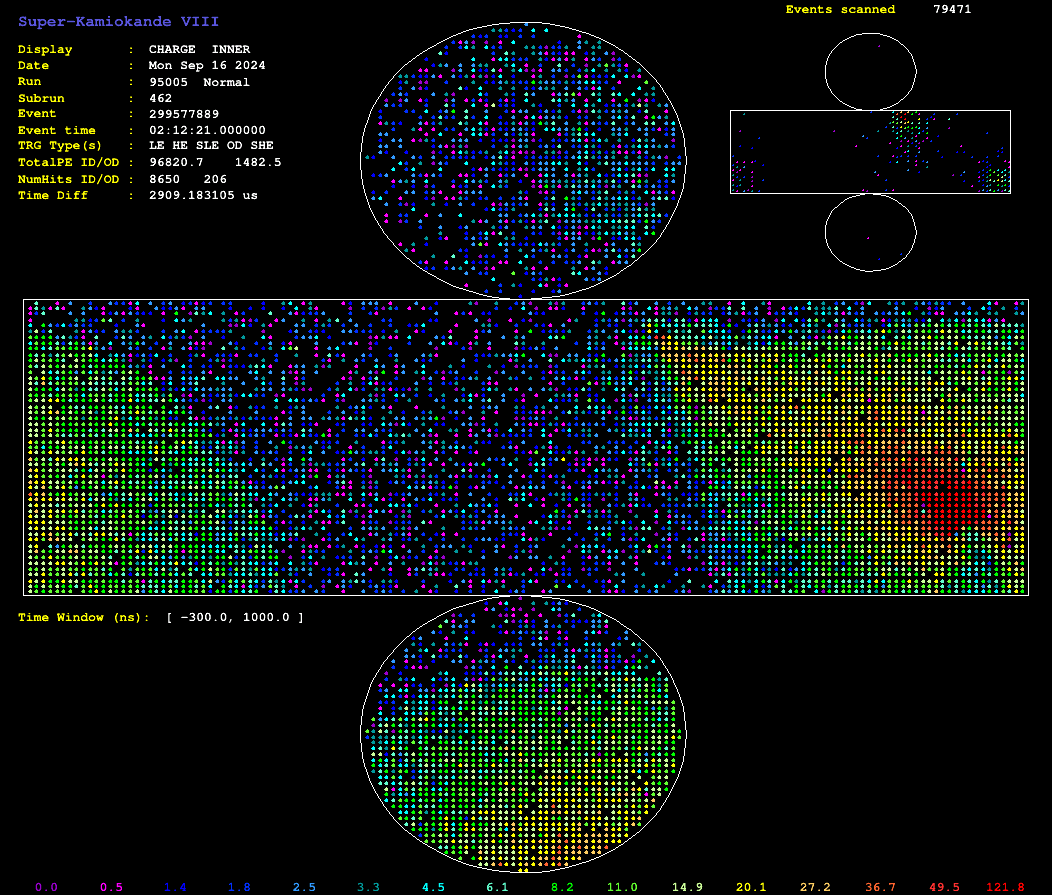 Super-Kamiokande VIII
Events scanned 79471
Display : CHARGE INNER
Date : Mon Sep 16 2024
Run : 95005 Normal
Subrun : 462
Event : 299577889
Event time : 02:12:21.000000
TRG Type(s) : LE HE SLE OD SHE
TotalPE ID/OD : 96820.7 1482.5
NumHits ID/OD : 8650 206
Time Diff : 2909.183105 us
Time Window (ns): [ -300.0, 1000.0 ]
0.0 0.5 1.4 1.8 2.5 3.3 4.5 6.1 8.2 11.0 14.9 20.1 27.2 36.7 49.5 121.8